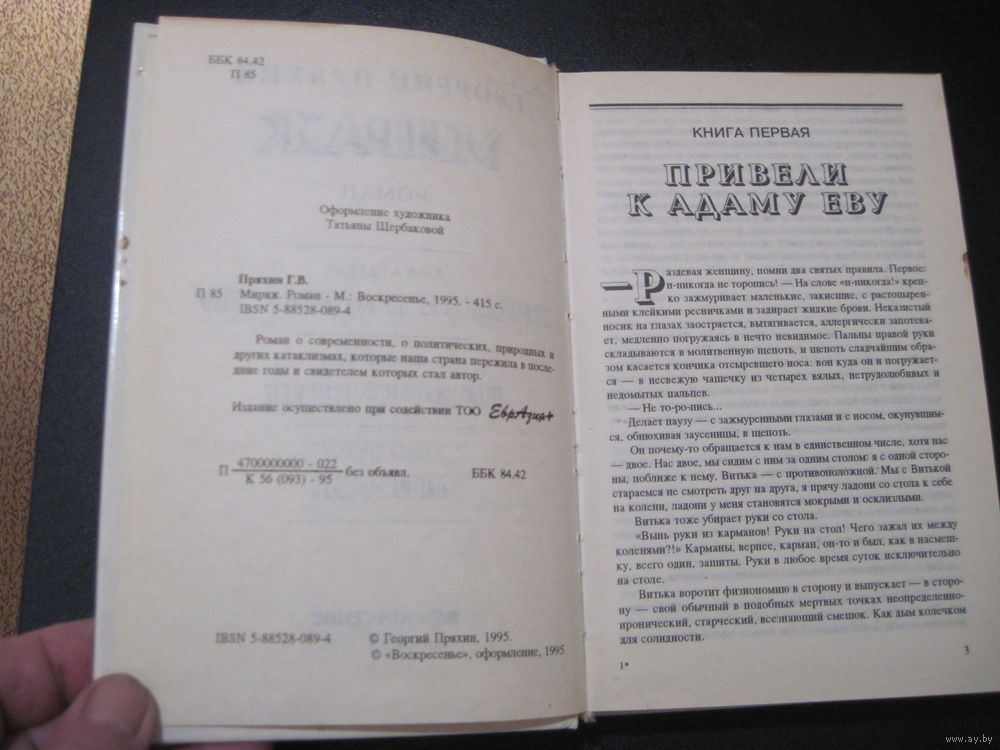 ББК 84.42
П 85
Оформление художника
Татьяны Щербаковой
Пряхин Г.В.
П 85 Мираж. Роман - М.: Воскресенье, 1995. - 415 с.
IBSN 5-88528-089-4
Роман о современности, о политических, природных и
других катаклизмах, которые наша страна пережила в послед-
ние годы и свидетелем которых стал автор.
Издание осуществлено при содействии ТОО ЕврАзия+
П 4700000000 - 022 без объявл. ББК 84.42
К 56 (093) - 95
IBSN 5-88528-089-4 © Георгий Пряхин, 1995.
© «Воскресенье», оформление, 1995
КНИГА ПЕРВАЯ
ПРИВЕЛИ
К АДАМУ ЕВУ
—Раздевая женщину, помни два святых правила. Первое:
н-никогда не торопись! — На слове «н-никогда!» креп-
ко зажмуривает маленькие, закисшие, с растопырен-
ными клейкими ресничками и задирает жидкие брови. Неказистый
носик на глазах заостряется, вытягивается, аллергически запотева-
ет, медленно погружаясь в нечто невидимое. Пальцы правой руки
складываются в молитвенную щепоть, и щепоть сладчайшим обра-
зом касается кончика отсыревшего носа: вон куда он и погружает-
ся — в несвежую чашечку из четырех вялых, нетрудолюбивых и
недомытых пальцев.
— Не то-ро-пись...
Делает паузу — с зажмуренными глазами и с носом, окунувшим-
ся, обнюхивая заусеницы, в щепоть.
Он почему-то обращается к нам в единственном числе, хотя нас
— двое. Нас двое, мы сидим с ним за одним столом: я с одной сторо-
ны, поближе к нему, Витька — с противоположной. Мы с Витькой
стараемся не смотреть друг на друга, я прячу ладони со стола к себе
на колени, ладони у меня становятся мокрыми и осклизлыми.
Витька тоже убирает руки со стола.
«Вынь руки из карманов! Руки на стол! Чего зажал их между
коленями?!» Карманы, вернее, карман, он-то и был, как в насмеш-
ку, всего один, зашиты. Руки в любое время суток исключительно
на столе.
Витька воротит физиономию в сторону и выпускает — в сторо-
ну — свой обычный в подобных мертвых точках неопределенно-
иронический, старческий, всезнающий смешок. Как дым колечком
для солидности.
1* 3
www.ay.by